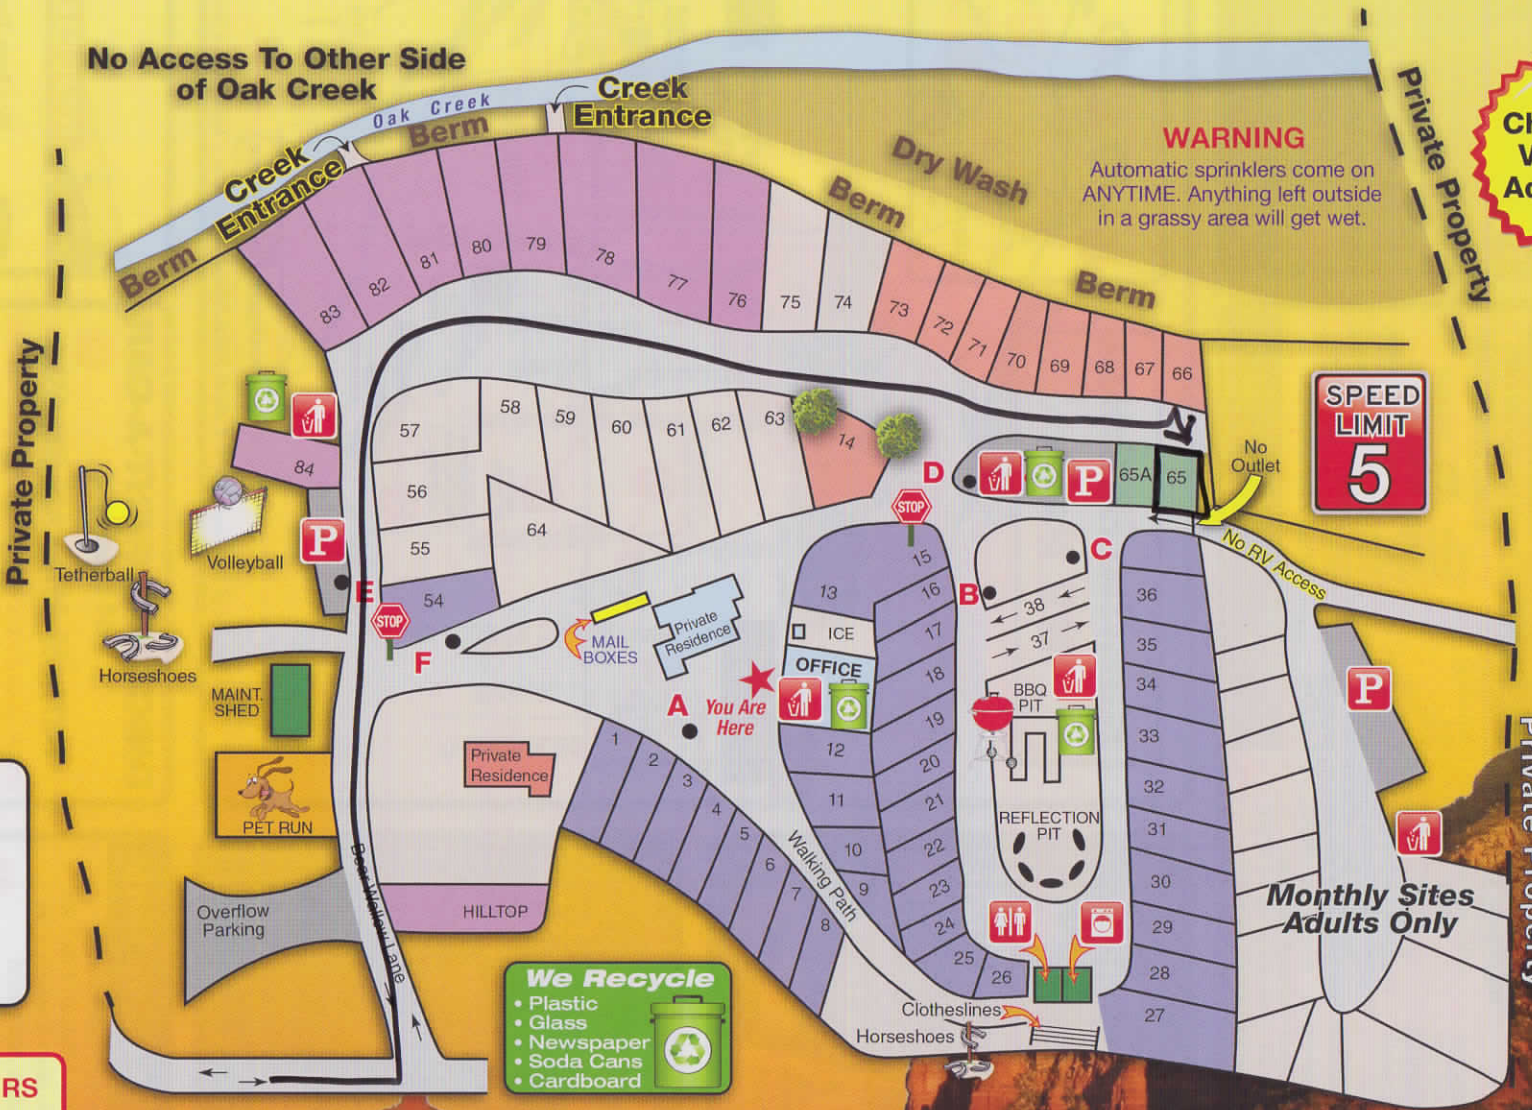 No Access To Other Side
of Oak Creek
Oak Creek
Creek
Entrance
Berm
Creek
Entrance
Berm
Dry Wash
Berm
Berm
WARNING
Automatic sprinklers come on
ANYTIME. Anything left outside
in a grassy area will get wet.
Private Property
Private Property
83
82
81
80
79
78
77
76
75
74
73
72
71
70
69
68
67
66
SPEED
LIMIT
5
No
Outlet
No RV Access
57
58
59
60
61
62
63
14
56
55
64
54
84
D
P
65A
65
STOP
P
E
STOP
F
Tetherball
Volleyball
Horseshoes
MAINT.
SHED
PET RUN
Overflow
Parking
Bear Wallow Lane
MAIL
BOXES
Private
Residence
Private
Residence
HILLTOP
A
You Are
Here
13
ICE
OFFICE
12
11
10
9
15
16
17
18
19
20
21
22
23
24
25
26
B
C
38
37
BBQ
PIT
REFLECTION
PIT
36
35
34
33
32
31
30
29
28
27
1
2
3
4
5
6
7
8
Walking Path
P
Monthly Sites
Adults Only
Private Property
Private Property
We Recycle
• Plastic
• Glass
• Newspaper
• Soda Cans
• Cardboard
Clotheslines
Horseshoes
RS